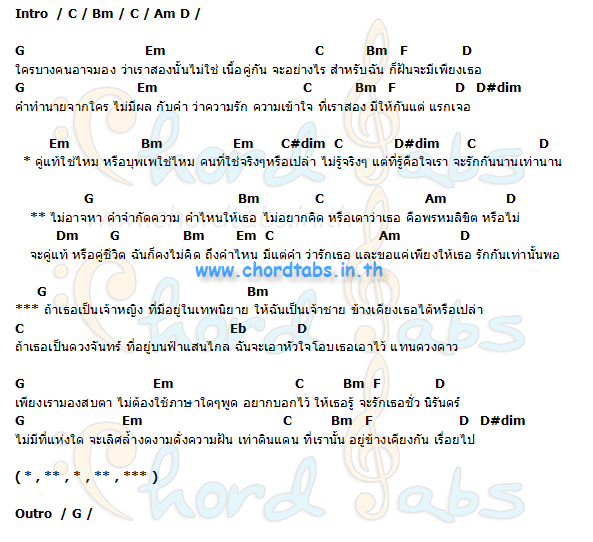 Intro / C / Bm / C / Am D /
G Em C Bm F D
ใครบางคนอาจมอง ว่าเราสองนั้นไม่ใช่ เนื้อคู่กัน จะอย่างไร สำหรับฉัน ก็ฝันจะมีเพียงเธอ
G Em C Bm F D D#dim
คำทำนายจากใคร ไม่มีผล กับคำ ว่าความรัก ความเข้าใจ ที่เราสอง มีให้กันแต่ แรกเจอ
Em Bm Em C#dim C D#dim C D
* คู่แท้ใช่ไหม หรือบุพเพใช่ไหม คนที่ใช่จริงๆหรือเปล่า ไม่รู้จริงๆ แต่ที่รู้คือใจเรา จะรักกันนานเท่านาน
G Bm C Am D
** ไม่อาจหา คำจำกัดความ คำไหนให้เธอ ไม่อยากคิด หรือเดาว่าเธอ คือพรหมลิขิต หรือไม่
Dm G Bm Em C Am D
จะคู่แท้ หรือคู่ชีวิต ฉันก็คงไม่คิด ถึงคำไหน มีแต่คำ ว่ารักเธอ และขอแค่เพียงให้เธอ รักกันเท่านั้นพอ
www.chordtabs.in.th
G Bm
*** ถ้าเธอเป็นเจ้าหญิง ที่มีอยู่ในเทพนิยาย ให้ฉันเป็นเจ้าชาย ข้างเคียงเธอได้หรือเปล่า
C Eb D
ถ้าเธอเป็นดวงจันทร์ ที่อยู่บนฟ้าแสนไกล ฉันจะเอาหัวใจโอบเธอเอาไว้ แทนดวงดาว
G Em C Bm F D
เพียงเรามองสบตา ไม่ต้องใช้ภาษาใดๆพูด อยากบอกไว้ ให้เธอรู้ จะรักเธอชั่ว นิรันดร์
G Em C Bm F D D#dim
ไม่มีที่แห่งใด จะเลิศล้ำงดงามดั่งความฝัน เท่าดินแดน ที่เรานั้น อยู่ข้างเคียงกัน เรื่อยไป
( * , ** , * , ** , *** )
Outro / G /